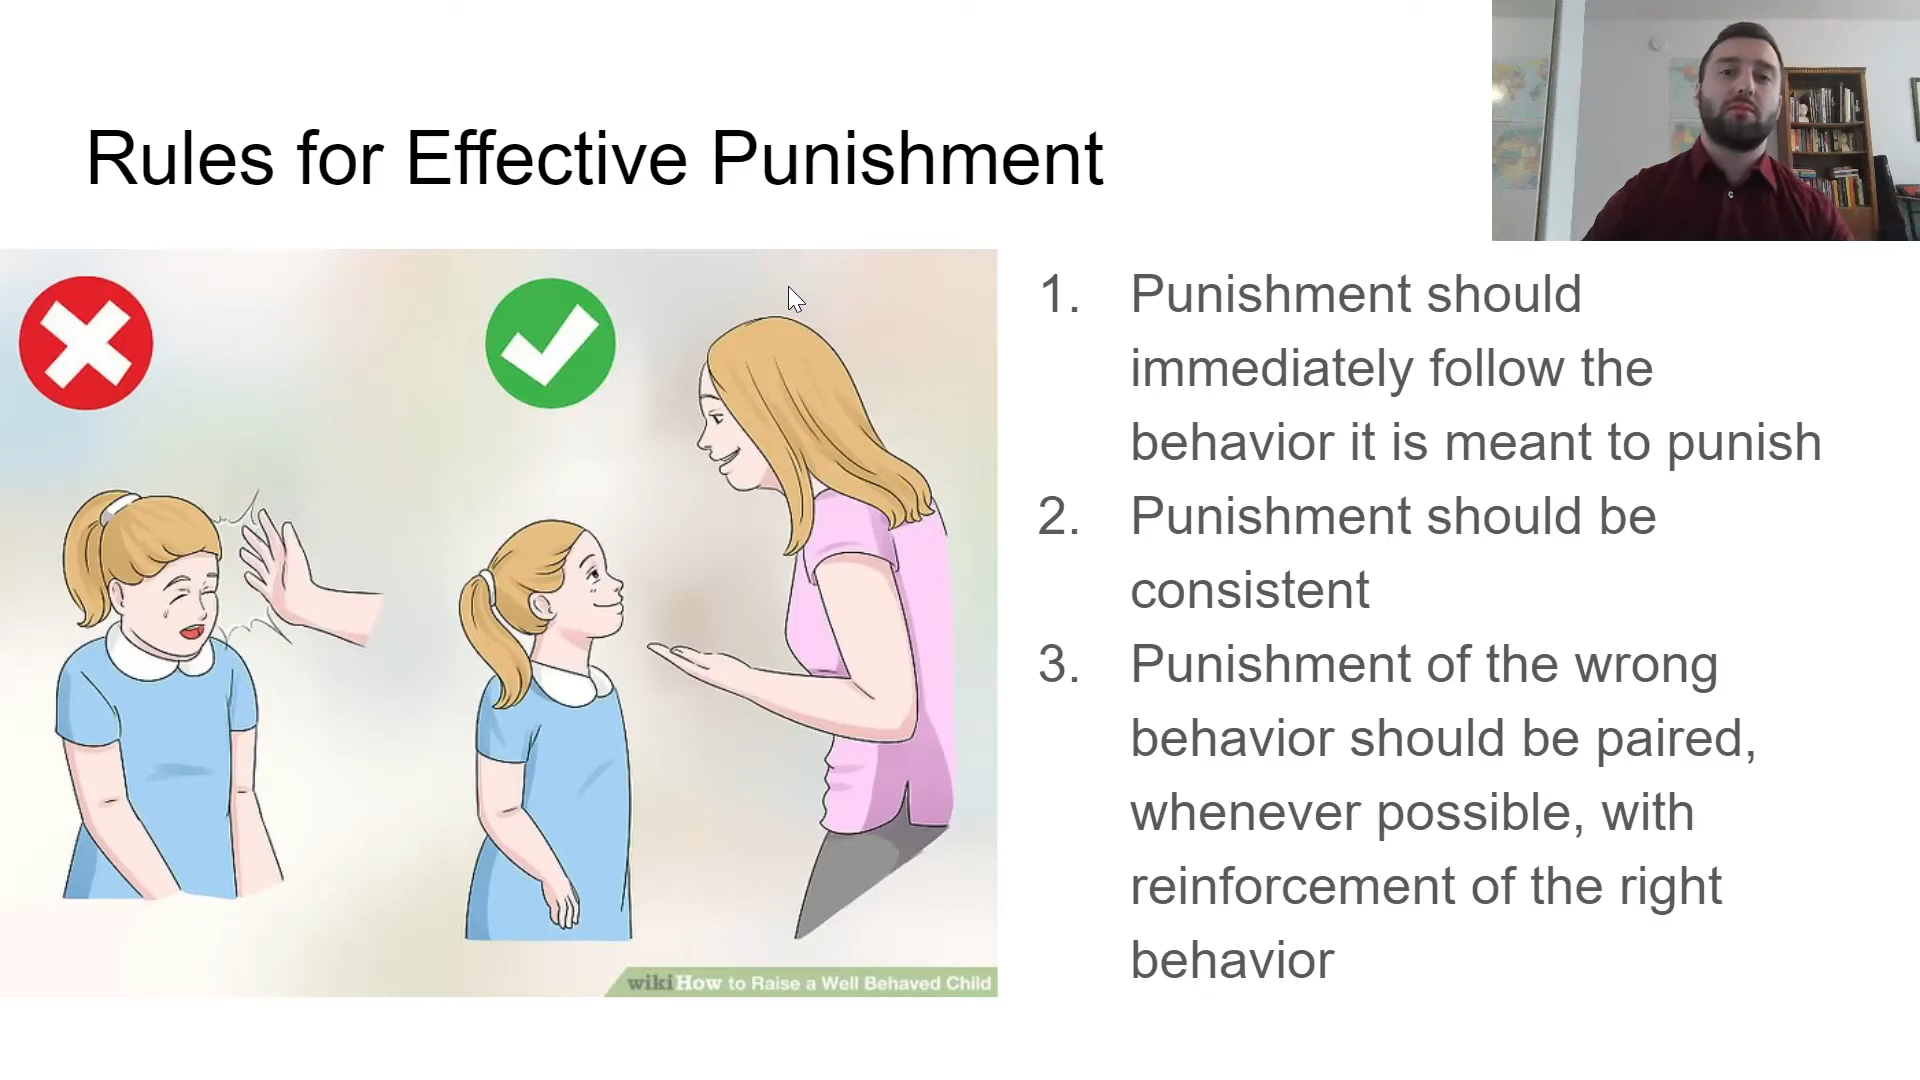 Rules for Effective Punishment
1. Punishment should
immediately follow the
behavior it is meant to punish
2. Punishment should be
consistent
3. Punishment of the wrong
behavior should be paired,
whenever possible, with
reinforcement of the right
behavior
wikiHow to Raise a Well Behaved Child